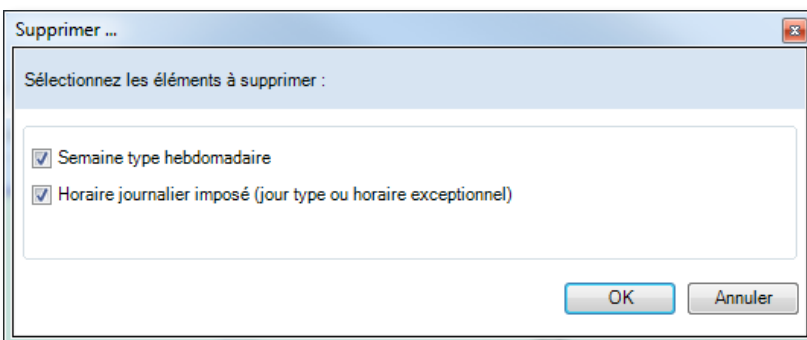 Supprimer ...
Sélectionnez les éléments à supprimer :
Semaine type hebdomadaire
Horaire journalier imposé (jour type ou horaire exceptionnel)
OK Annuler